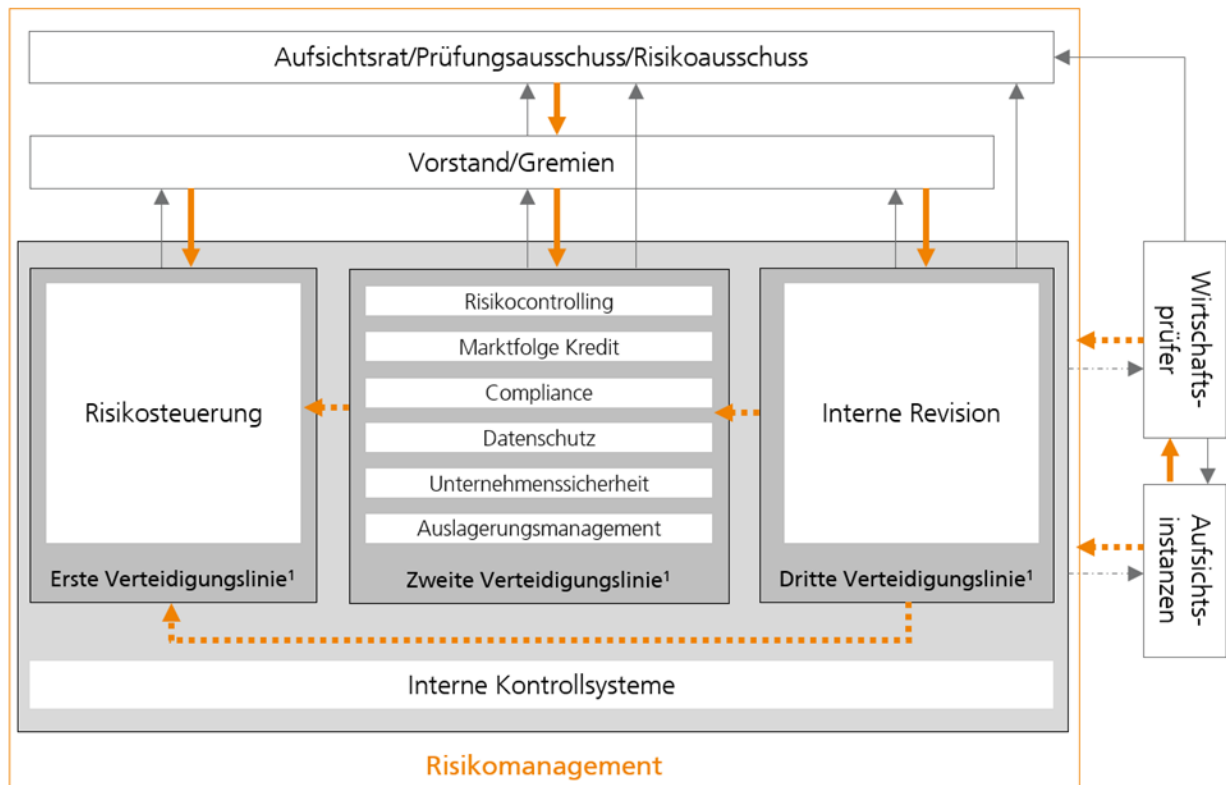 Aufsichtsrat/Prüfungsausschuss/Risikoausschuss
Vorstand/Gremien
Risikosteuerung
Erste Verteidigungslinie¹
Risikocontrolling
Marktfolge Kredit
Compliance
Datenschutz
Unternehmenssicherheit
Auslagerungsmanagement
Zweite Verteidigungslinie¹
Interne Revision
Dritte Verteidigungslinie¹
Wirtschafts-
prüfer
Aufsichts-
instanzen
Interne Kontrollsysteme
Risikomanagement